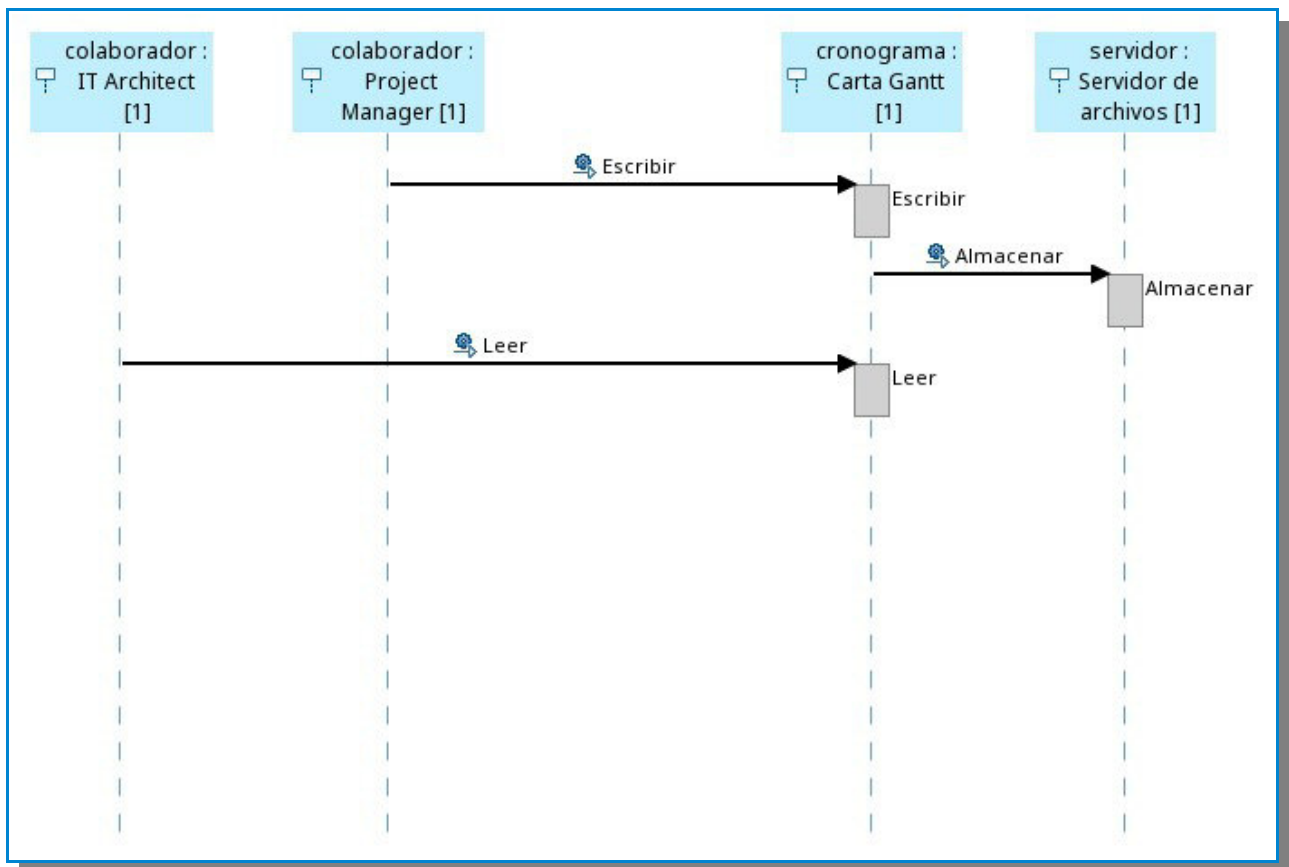 colaborador :
IT Architect
[1]
colaborador :
Project
Manager [1]
cronograma :
Carta Gantt
[1]
servidor :
Servidor de
archivos [1]
Escribir
Escribir
Almacenar
Almacenar
Leer
Leer